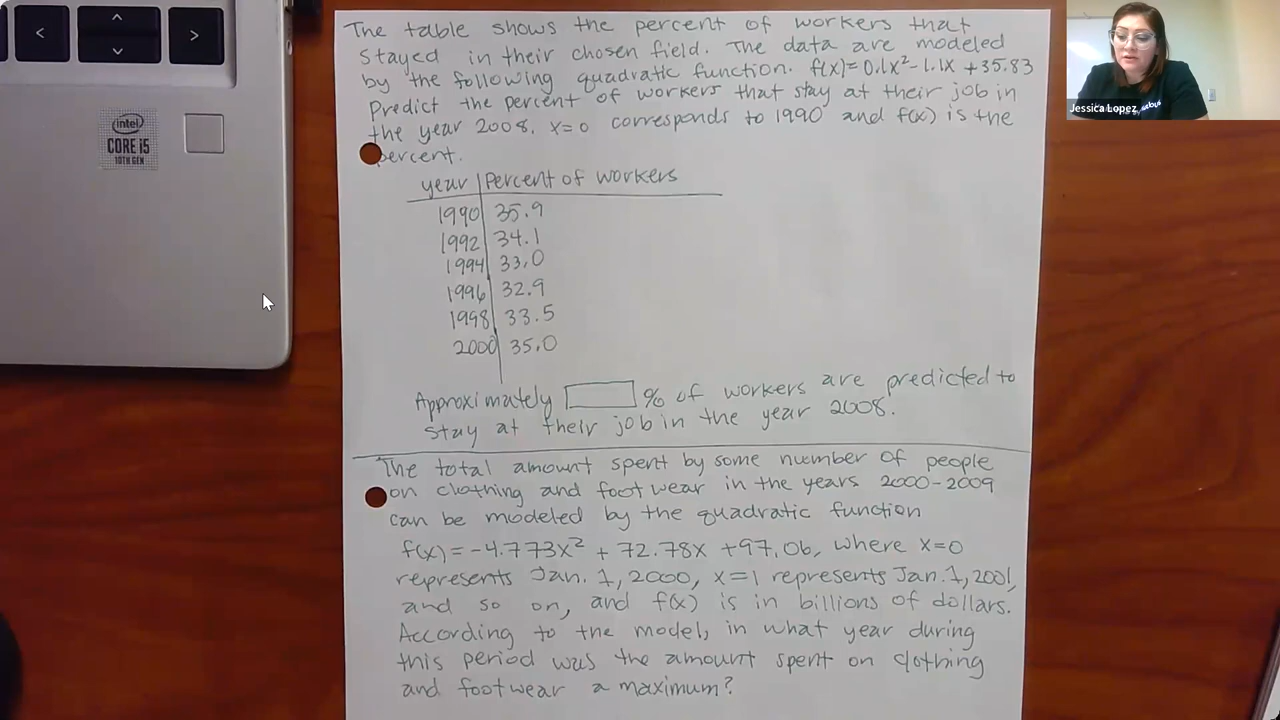 The table shows the percent of workers that
stayed in their chosen field. The data are modeled
by the following quadratic function. f(x)=0.1x²-1.1x+35.83
Predict the percent of workers that stay at their job in
the year 2008. x=0 corresponds to 1990 and f(x) is the
percent.
year | Percent of workers
1990 | 35.9
1992 | 34.1
1994 | 33.0
1996 | 32.9
1998 | 33.5
2000 | 35.0
Approximately % of workers are predicted to
stay at their job in the year 2008.
The total amount spent by some number of people
on clothing and footwear in the years 2000-2009
can be modeled by the quadratic function
f(x)=-4.773x²+72.78x+97.06, where x=0
represents Jan. 1, 2000, x=1 represents Jan. 1, 2001,
and so on, and f(x) is in billions of dollars.
According to the model, in what year during
this period was the amount spent on clothing
and footwear a maximum?
intel
CORE i5
10TH GEN
Jessica Lopez